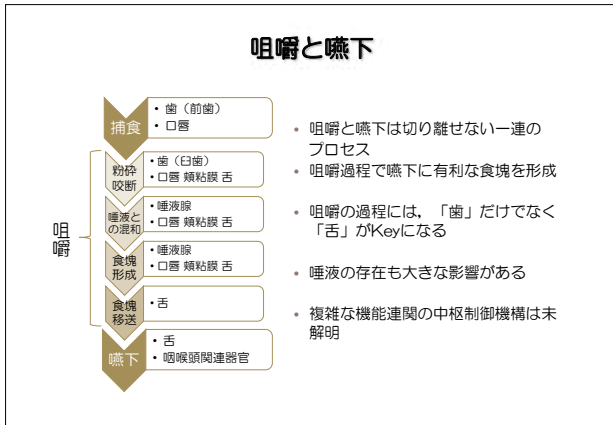 咀嚼と嚥下
捕食
• 歯（前歯）
• 口唇
咀嚼
粉砕
咬断
• 歯（臼歯）
• 口唇 頬粘膜 舌
唾液と
の混和
• 唾液腺
• 口唇 頬粘膜 舌
食塊
形成
• 唾液腺
• 口唇 頬粘膜 舌
食塊
移送
• 舌
嚥下
• 舌
• 咽喉頭関連器官
• 咀嚼と嚥下は切り離せない一連の
プロセス
• 咀嚼過程で嚥下に有利な食塊を形成
• 咀嚼の過程には，「歯」だけでなく
「舌」がKeyになる
• 唾液の存在も大きな影響がある
• 複雑な機能連関の中枢制御機構は未
解明